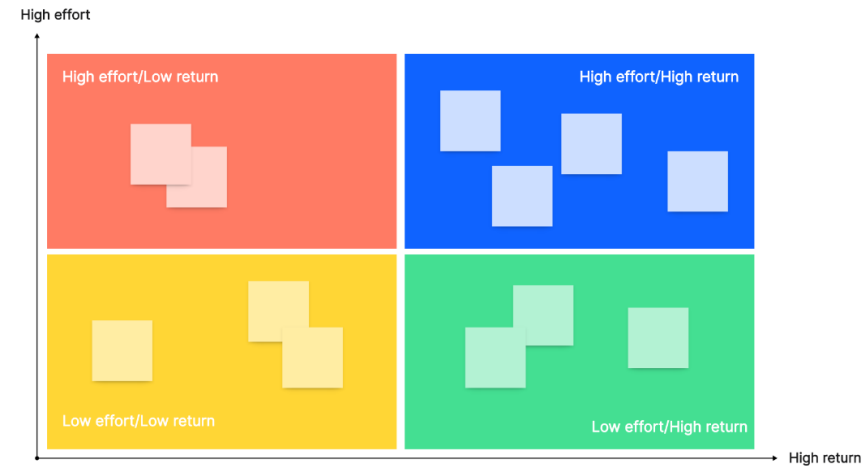 High effort
High effort/Low return
High effort/High return
Low effort/Low return
Low effort/High return
High return